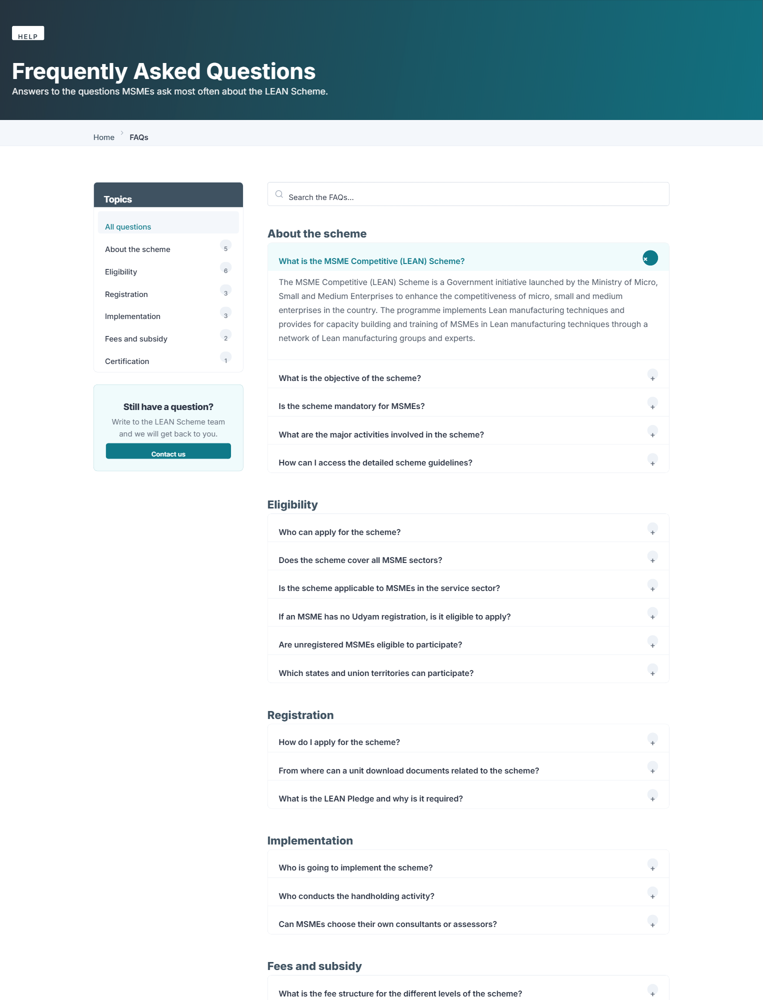 HELP
Frequently Asked Questions
Answers to the questions MSMEs ask most often about the LEAN Scheme.
Home
FAQs
Topics
All questions
About the scheme 5
Eligibility 6
Registration 3
Implementation 3
Fees and subsidy 2
Certification 1
Still have a question?
Write to the LEAN Scheme team
and we will get back to you.
Contact us
Search the FAQs...
About the scheme
What is the MSME Competitive (LEAN) Scheme? ×
The MSME Competitive (LEAN) Scheme is a Government initiative launched by the Ministry of Micro,
Small and Medium Enterprises to enhance the competitiveness of micro, small and medium
enterprises in the country. The programme implements Lean manufacturing techniques and
provides for capacity building and training of MSMEs in Lean manufacturing techniques through a
network of Lean manufacturing groups and experts.
What is the objective of the scheme? +
Is the scheme mandatory for MSMEs? +
What are the major activities involved in the scheme? +
How can I access the detailed scheme guidelines? +
Eligibility
Who can apply for the scheme? +
Does the scheme cover all MSME sectors? +
Is the scheme applicable to MSMEs in the service sector? +
If an MSME has no Udyam registration, is it eligible to apply? +
Are unregistered MSMEs eligible to participate? +
Which states and union territories can participate? +
Registration
How do I apply for the scheme? +
From where can a unit download documents related to the scheme? +
What is the LEAN Pledge and why is it required? +
Implementation
Who is going to implement the scheme? +
Who conducts the handholding activity? +
Can MSMEs choose their own consultants or assessors? +
Fees and subsidy
What is the fee structure for the different levels of the scheme? +